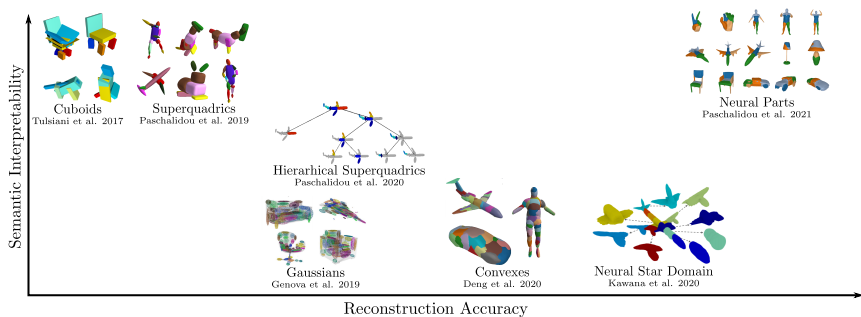 Semantic Interpretability
Cuboids
Tulsiani et al. 2017
Superquadrics
Paschalidou et al. 2019
Neural Parts
Paschalidou et al. 2021
Hierarhical Superquadrics
Paschalidou et al. 2020
Gaussians
Genova et al. 2019
Convexes
Deng et al. 2020
Neural Star Domain
Kawana et al. 2020
Reconstruction Accuracy